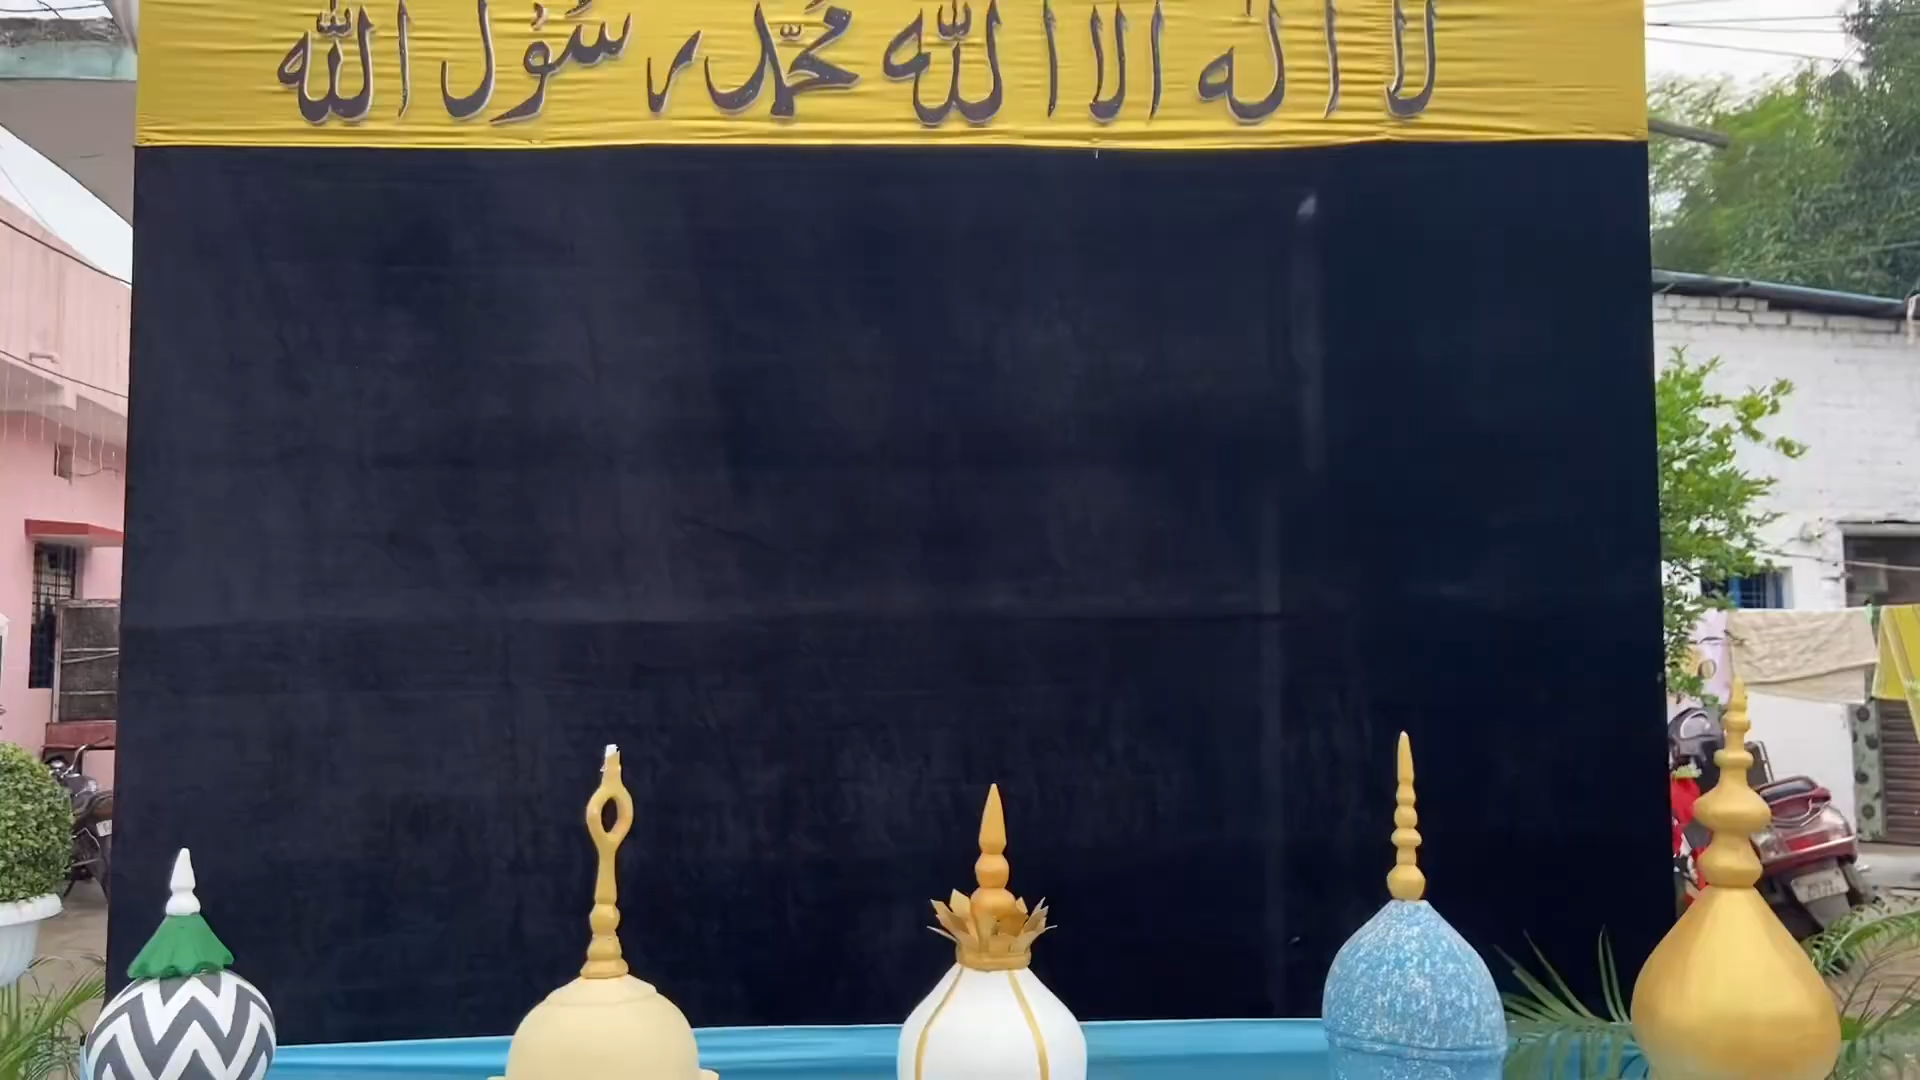 لا اله الا الله محمد رسول الله